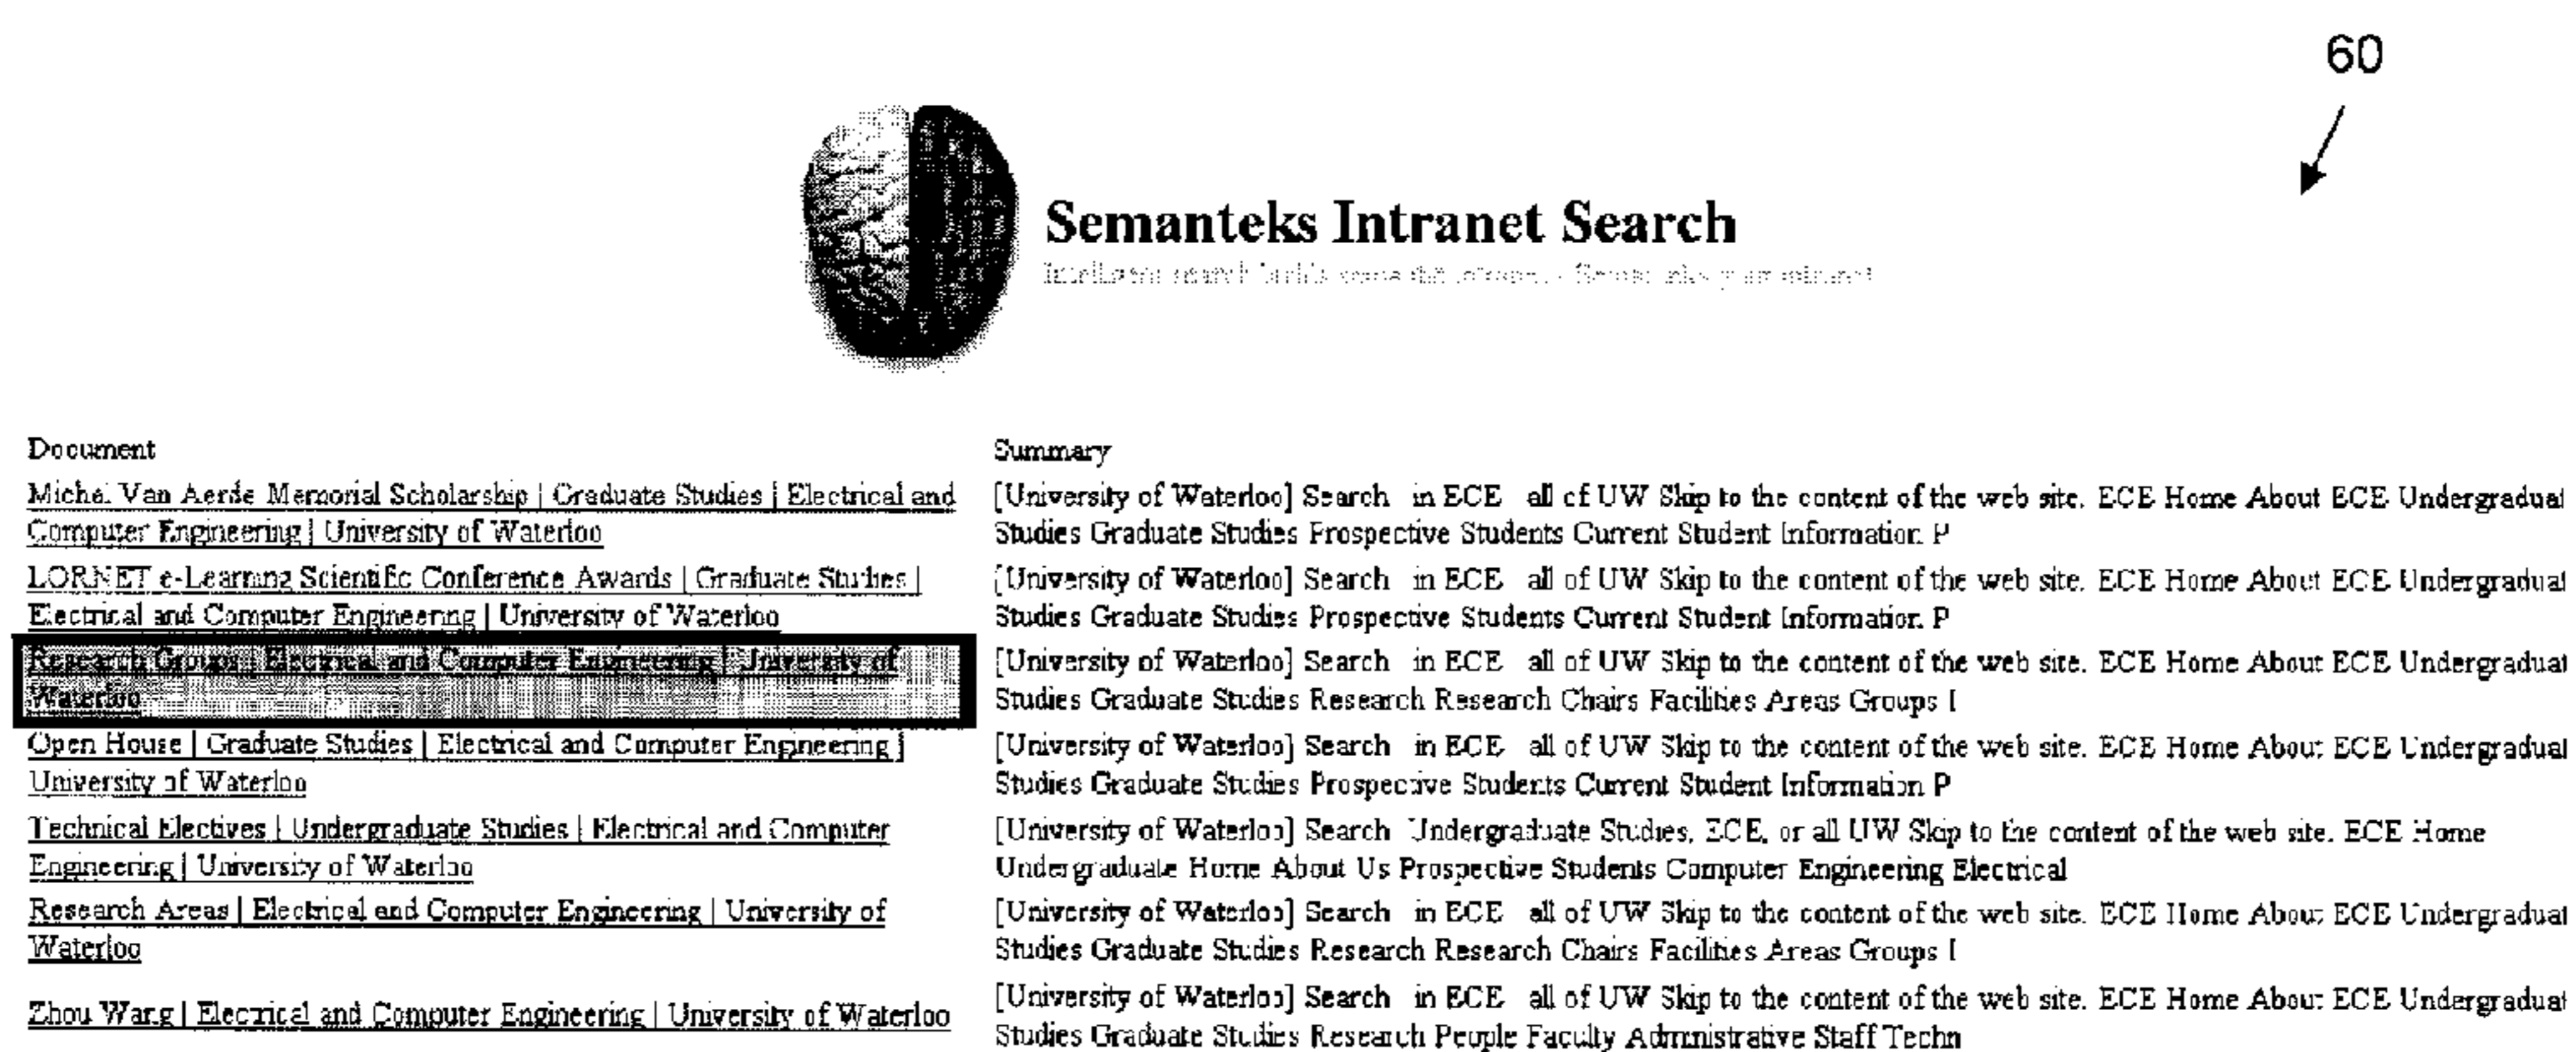 60
Semanteks Intranet Search
Document Summary
Michel Van Aerde Memorial Scholarship | Graduate Studies | Electrical and [University of Waterloo] Search in ECE all of UW Skip to the content of the web site. ECE Home About ECE Undergraduat
Computer Engineering | University of Waterloo Studies Graduate Studies Prospective Students Current Student Information P
LORNET e-Learning Scientific Conference Awards | Graduate Studies | [University of Waterloo] Search in ECE all of UW Skip to the content of the web site. ECE Home About ECE Undergraduat
Electrical and Computer Engineering | University of Waterloo Studies Graduate Studies Prospective Students Current Student Information P
Research Groups | Electrical and Computer Engineering | University of [University of Waterloo] Search in ECE all of UW Skip to the content of the web site. ECE Home About ECE Undergraduat
Waterloo Studies Graduate Studies Research Research Chairs Facilities Areas Groups I
Open House | Graduate Studies | Electrical and Computer Engineering | [University of Waterloo] Search in ECE all of UW Skip to the content of the web site. ECE Home About ECE Undergraduat
University of Waterloo Studies Graduate Studies Prospective Students Current Student Information P
Technical Electives | Undergraduate Studies | Electrical and Computer [University of Waterloo] Search Undergraduate Studies, ECE, or all UW Skip to the content of the web site. ECE Home
Engineering | University of Waterloo Undergraduate Home About Us Prospective Students Computer Engineering Electrical
Research Areas | Electrical and Computer Engineering | University of [University of Waterloo] Search in ECE all of UW Skip to the content of the web site. ECE Home About ECE Undergraduat
Waterloo Studies Graduate Studies Research Research Chairs Facilities Areas Groups I
Zhou Wang | Electrical and Computer Engineering | University of Waterloo [University of Waterloo] Search in ECE all of UW Skip to the content of the web site. ECE Home About ECE Undergraduat
Studies Graduate Studies Research People Faculty Administrative Staff Techn